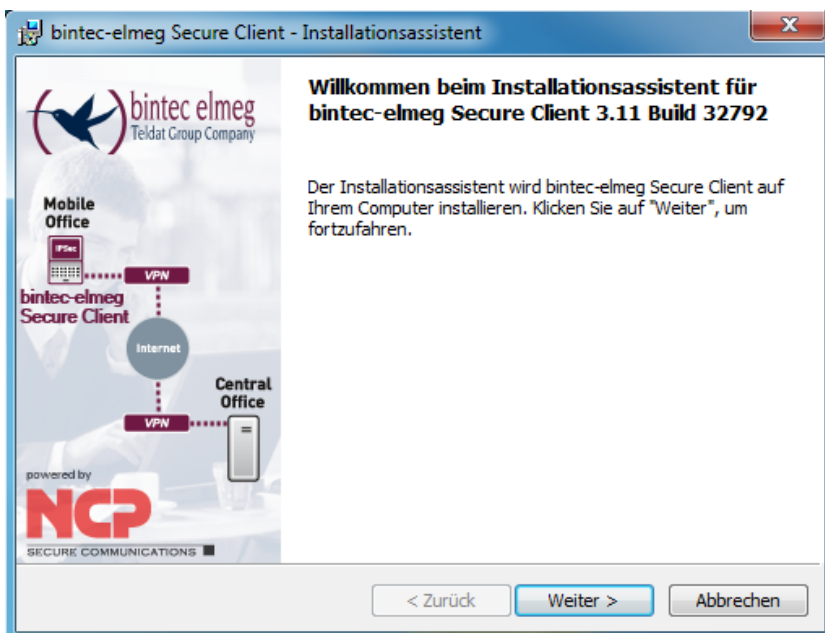 bintec-elmeg Secure Client - Installationsassistent
bintec elmeg
Teldat Group Company
Willkommen beim Installationsassistent für
bintec-elmeg Secure Client 3.11 Build 32792
Der Installationsassistent wird bintec-elmeg Secure Client auf
Ihrem Computer installieren. Klicken Sie auf "Weiter", um
fortzufahren.
Mobile
Office
IPSec
VPN
bintec-elmeg
Secure Client
Internet
Central
Office
VPN
powered by
NCP
SECURE COMMUNICATIONS
< Zurück
Weiter >
Abbrechen